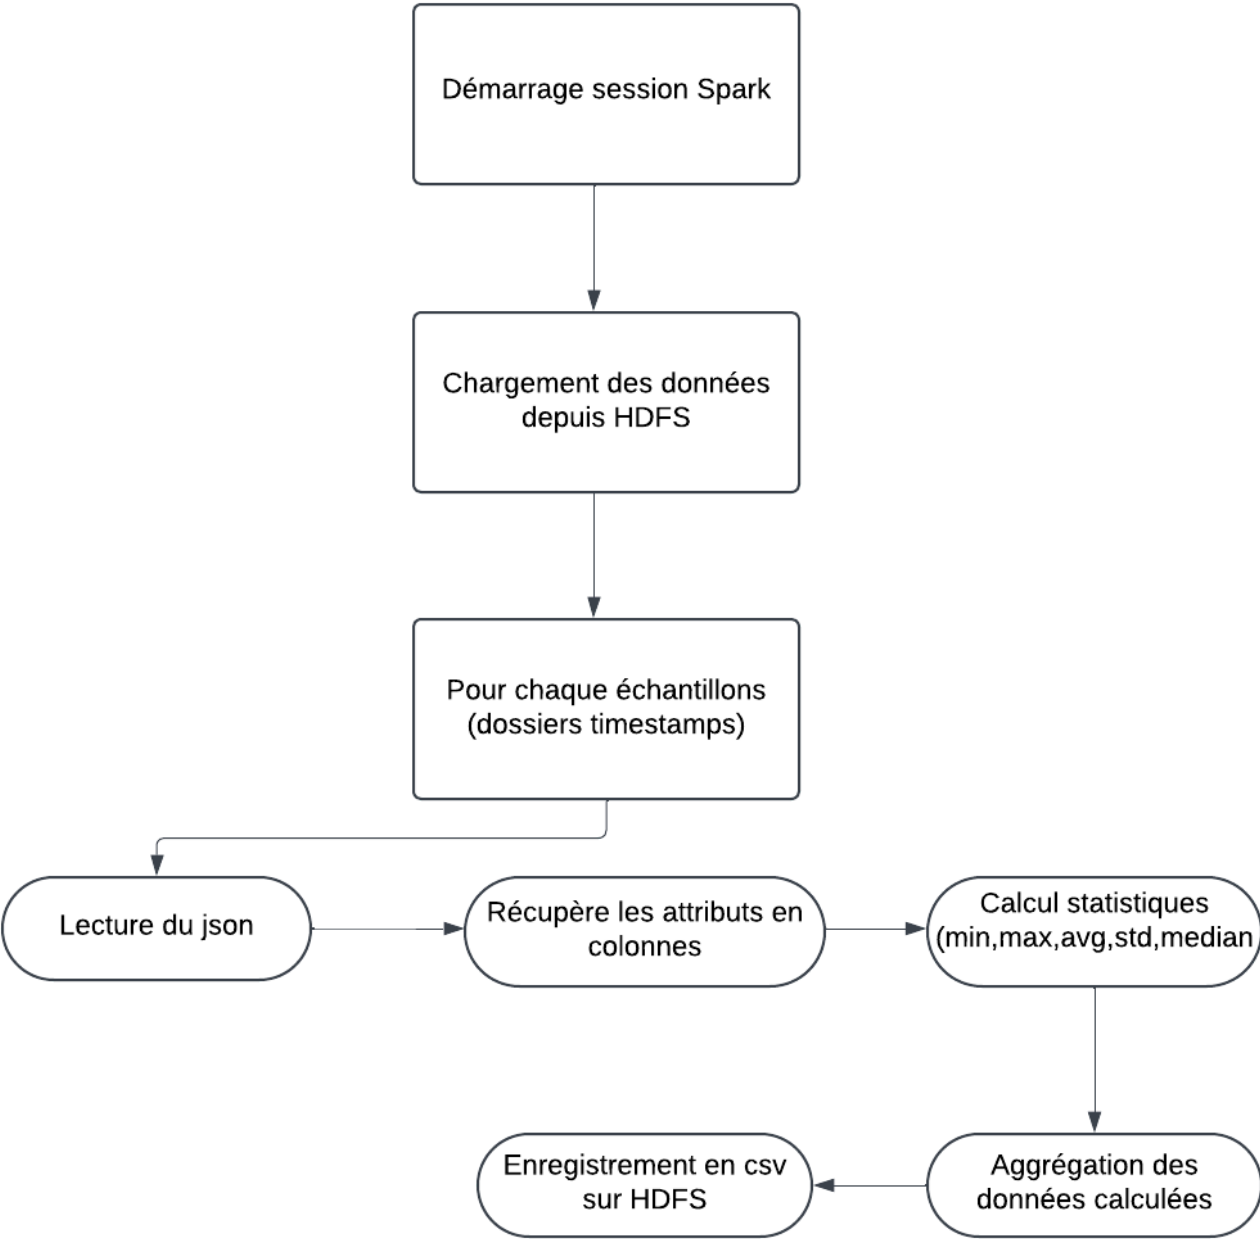 Démarrage session Spark
Chargement des données
depuis HDFS
Pour chaque échantillons
(dossiers timestamps)
Lecture du json
Récupère les attributs en
colonnes
Calcul statistiques
(min,max,avg,std,median
Aggrégation des
données calculées
Enregistrement en csv
sur HDFS